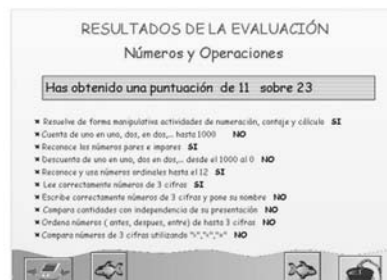 RESULTADOS DE LA EVALUACIÓN
Números y Operaciones
Has obtenido una puntuación de 11 sobre 23
✖ Resuelve de forma manipulativa actividades de numeración, contaje y cálculo SI
✖ Cuenta de uno en uno, dos, en dos,... hasta 1000 NO
✖ Reconoce los números pares e impares SI
✖ Descuenta de uno en uno, dos en dos,... desde el 1000 al 0 NO
✖ Reconoce y usa números ordinales hasta el 12 SI
✖ Lee correctamente números de 3 cifras SI
✖ Escribe correctamente números de 3 cifras y pone su nombre NO
✖ Compara cantidades con independencia de su presentación NO
✖ Ordena números ( antes, despues, entre) de hasta 3 cifras NO
✖ Compara números de 3 cifras utilizando ">","<","=" NO